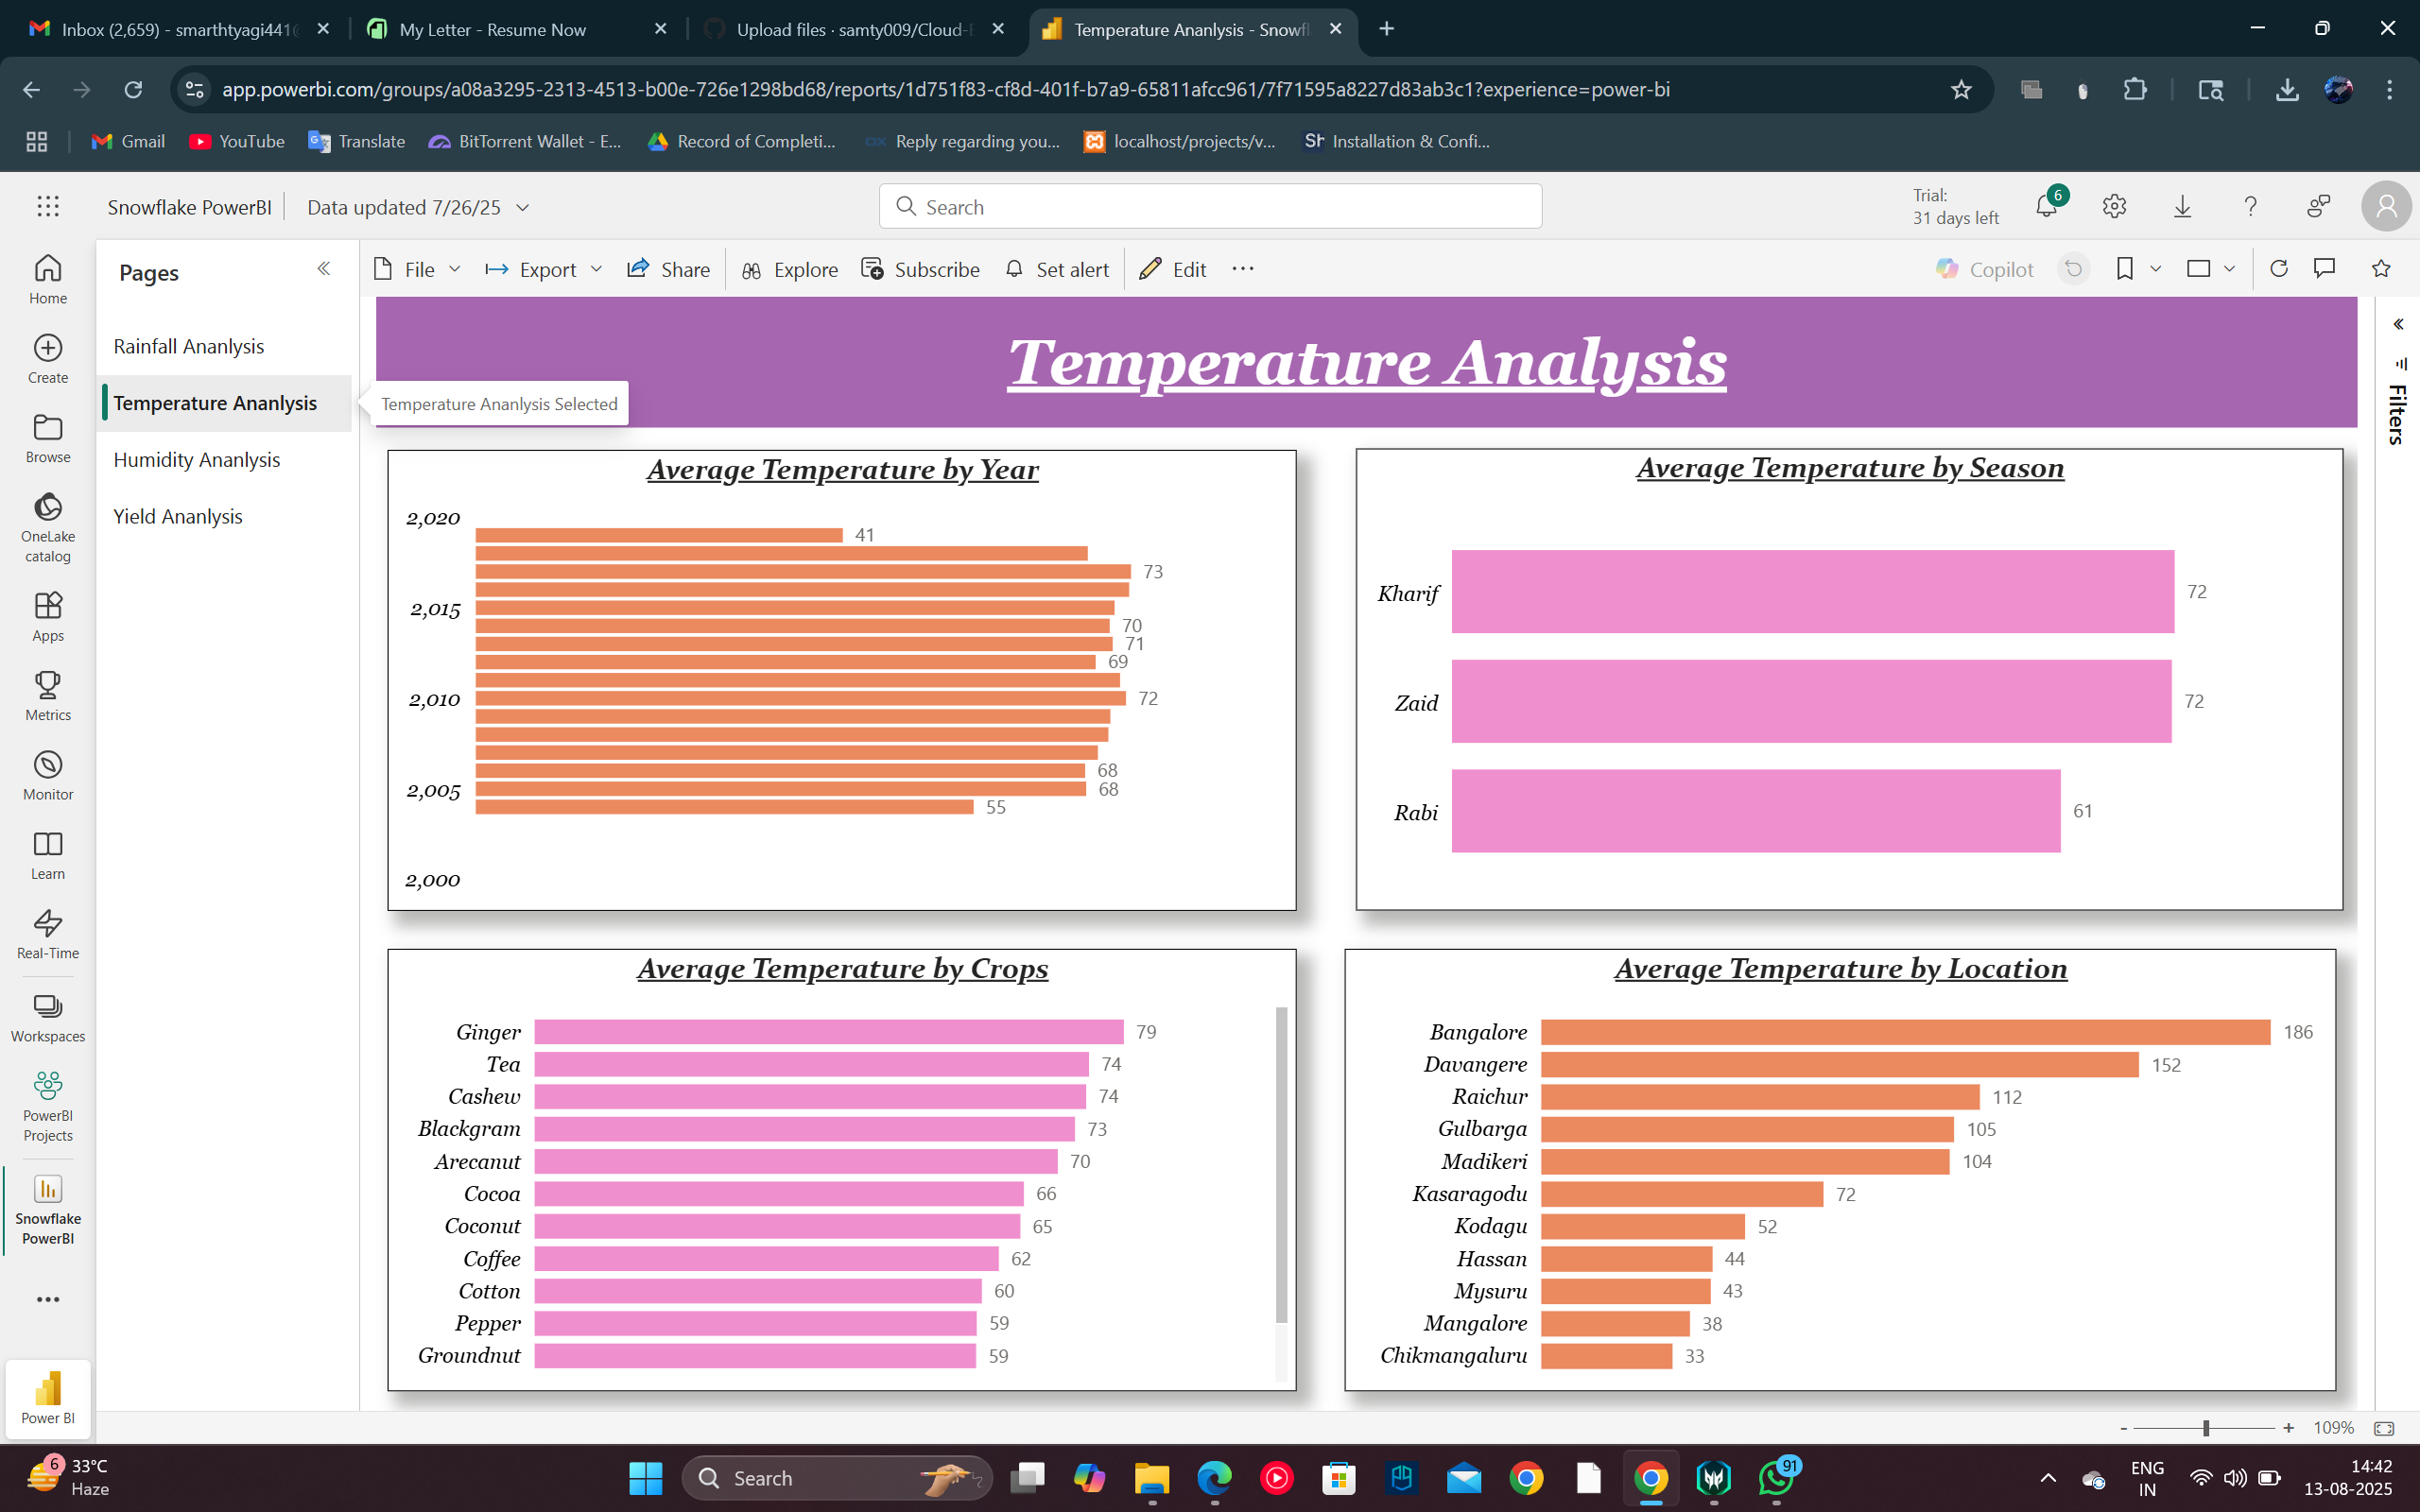 Inbox (2,659) - smarthtyagi441@
My Letter - Resume Now
Upload files · samty009/Cloud-
Temperature Ananlysis - Snowfl
app.powerbi.com/groups/a08a3295-2313-4513-b00e-726e1298bd68/reports/1d751f83-cf8d-401f-b7a9-65811afcc961/7f71595a8227d83ab3c1?experience=power-bi
Gmail
YouTube
Translate
BitTorrent Wallet - E...
Record of Completi...
Reply regarding you...
localhost/projects/v...
Sh
Installation & Confi...
Snowflake PowerBI
Data updated 7/26/25
Search
Trial:
31 days left
6
Home
Create
Browse
OneLake
catalog
Apps
Metrics
Monitor
Learn
Real-Time
Workspaces
PowerBI
Projects
Snowflake
PowerBI
Power BI
Pages
Rainfall Ananlysis
Temperature Ananlysis
Humidity Ananlysis
Yield Ananlysis
File
Export
Share
Explore
Subscribe
Set alert
Edit
Copilot
Temperature Ananlysis Selected
Temperature Analysis
Filters
Average Temperature by Year
2,020
41
73
2,015
70
71
69
2,010
72
68
2,005
68
55
2,000
Average Temperature by Season
Kharif 72
Zaid 72
Rabi 61
Average Temperature by Crops
Ginger 79
Tea 74
Cashew 74
Blackgram 73
Arecanut 70
Cocoa 66
Coconut 65
Coffee 62
Cotton 60
Pepper 59
Groundnut 59
Average Temperature by Location
Bangalore 186
Davangere 152
Raichur 112
Gulbarga 105
Madikeri 104
Kasaragodu 72
Kodagu 52
Hassan 44
Mysuru 43
Mangalore 38
Chikmangaluru 33
- + 109%
6
33°C
Haze
Search
91
ENG
IN
14:42
13-08-2025